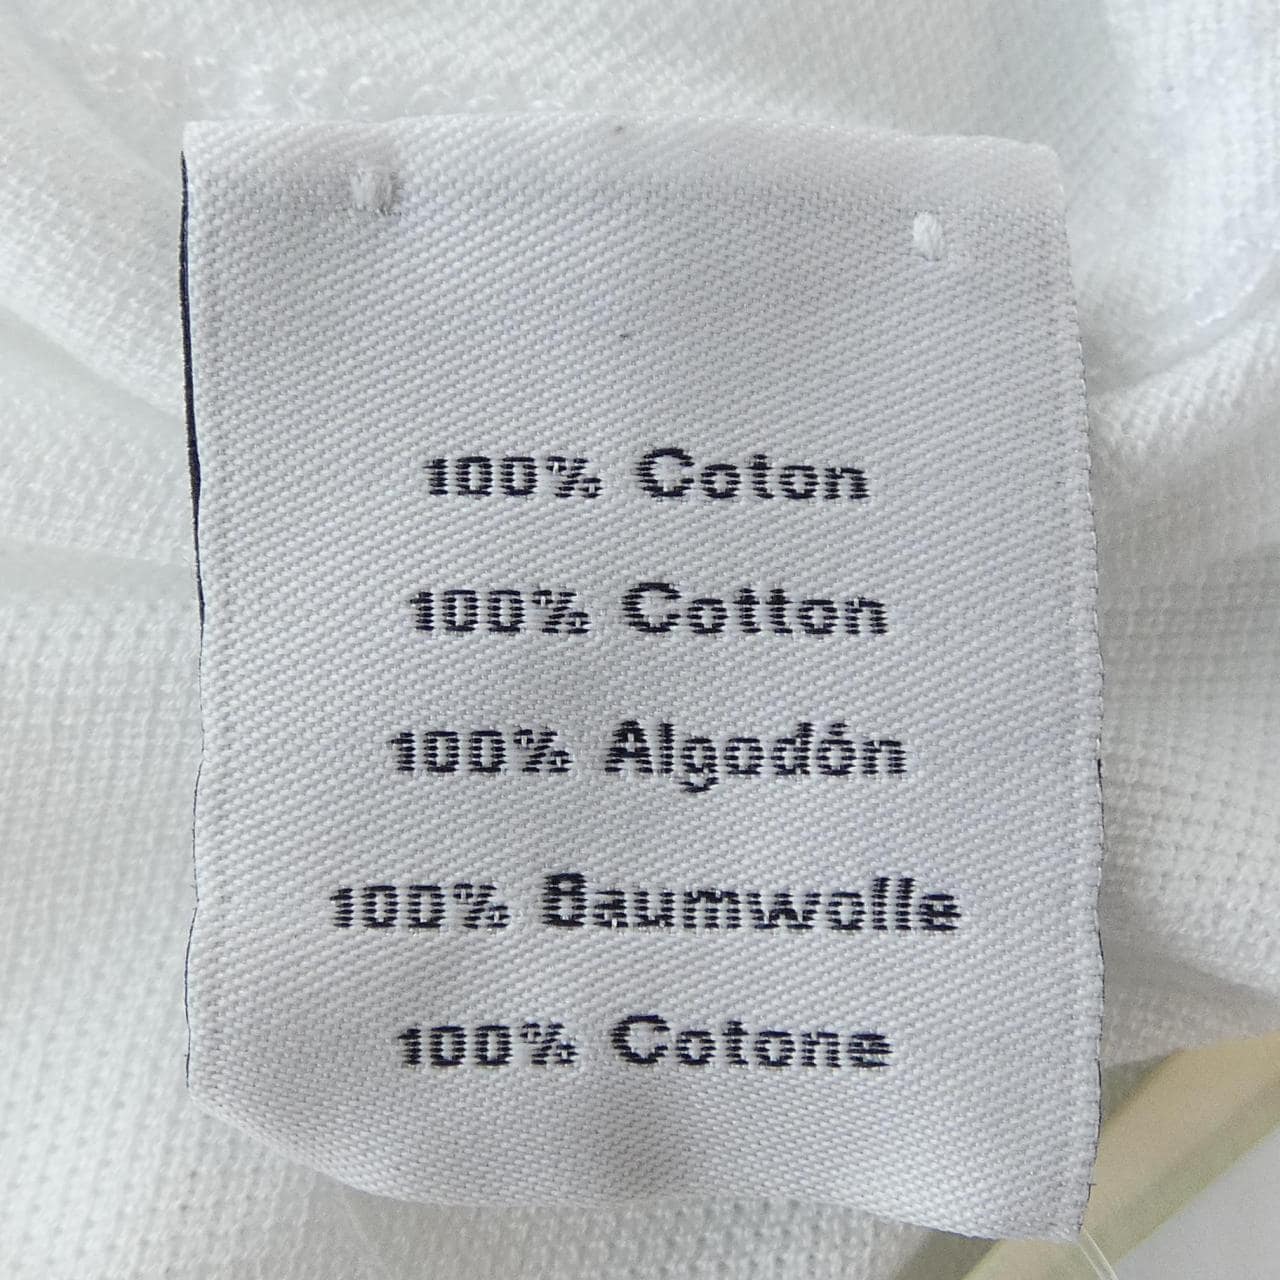 100% Coton
100% Cotton
100% Algodón
100% Baumwolle
100% Cotone